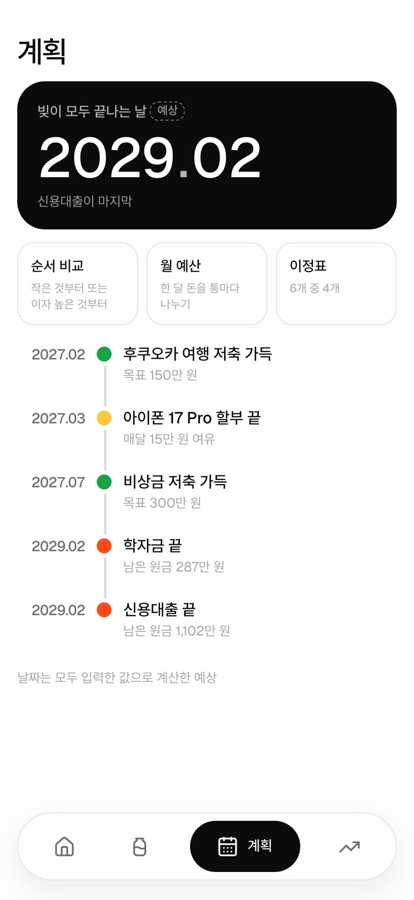 계획
빚이 모두 끝나는 날 예상
2029.02
신용대출이 마지막
순서 비교
작은 것부터 또는
이자 높은 것부터
월 예산
한 달 돈을 통마다
나누기
이정표
6개 중 4개
2027.02 후쿠오카 여행 저축 가득
목표 150만 원
2027.03 아이폰 17 Pro 할부 끝
매달 15만 원 여유
2027.07 비상금 저축 가득
목표 300만 원
2029.02 학자금 끝
남은 원금 287만 원
2029.02 신용대출 끝
남은 원금 1,102만 원
날짜는 모두 입력한 값으로 계산한 예상
계획